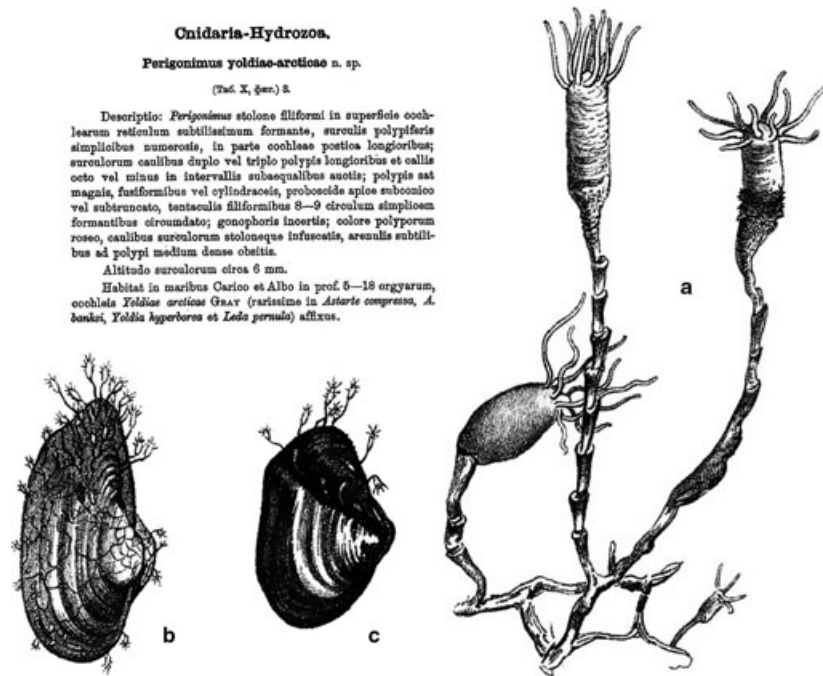 Cnidaria-Hydrozoa.
Perigonimus yoldiae-arcticae n. sp.
(Таб. X, фиг.) 3.
Descriptio: Perigonimus stolone filiformi in superficie coch-
learum reticulum subtilissimum formante, surculis polypiferis
simplicibus numerosis, in parte cochleae postica longioribus;
surculorum caulibus duplo vel triplo polypis longioribus et callis
octo vel minus in intervallis subaequalibus auctis; polypis sat
magnis, fusiformibus vel cylindraceis, proboscide apice subconico
vel subtruncato, tentaculis filiformibus 8—9 circulum simplicem
formantibus circumdato; gonophoris incertis; colore polyporum
roseo, caulibus surculorum stoloneque infuscatis, arenulis subtili-
bus ad polypi medium dense obsitis.
Altitudo surculorum circa 6 mm.
Habitat in maribus Carico et Albo in prof. 5—18 orgyarum,
cochleis Yoldiae arcticae GRAY (rarissime in Astarte compressa, A.
banksi, Yoldia hyperborea et Leda pernula) affixus.
a
b
c